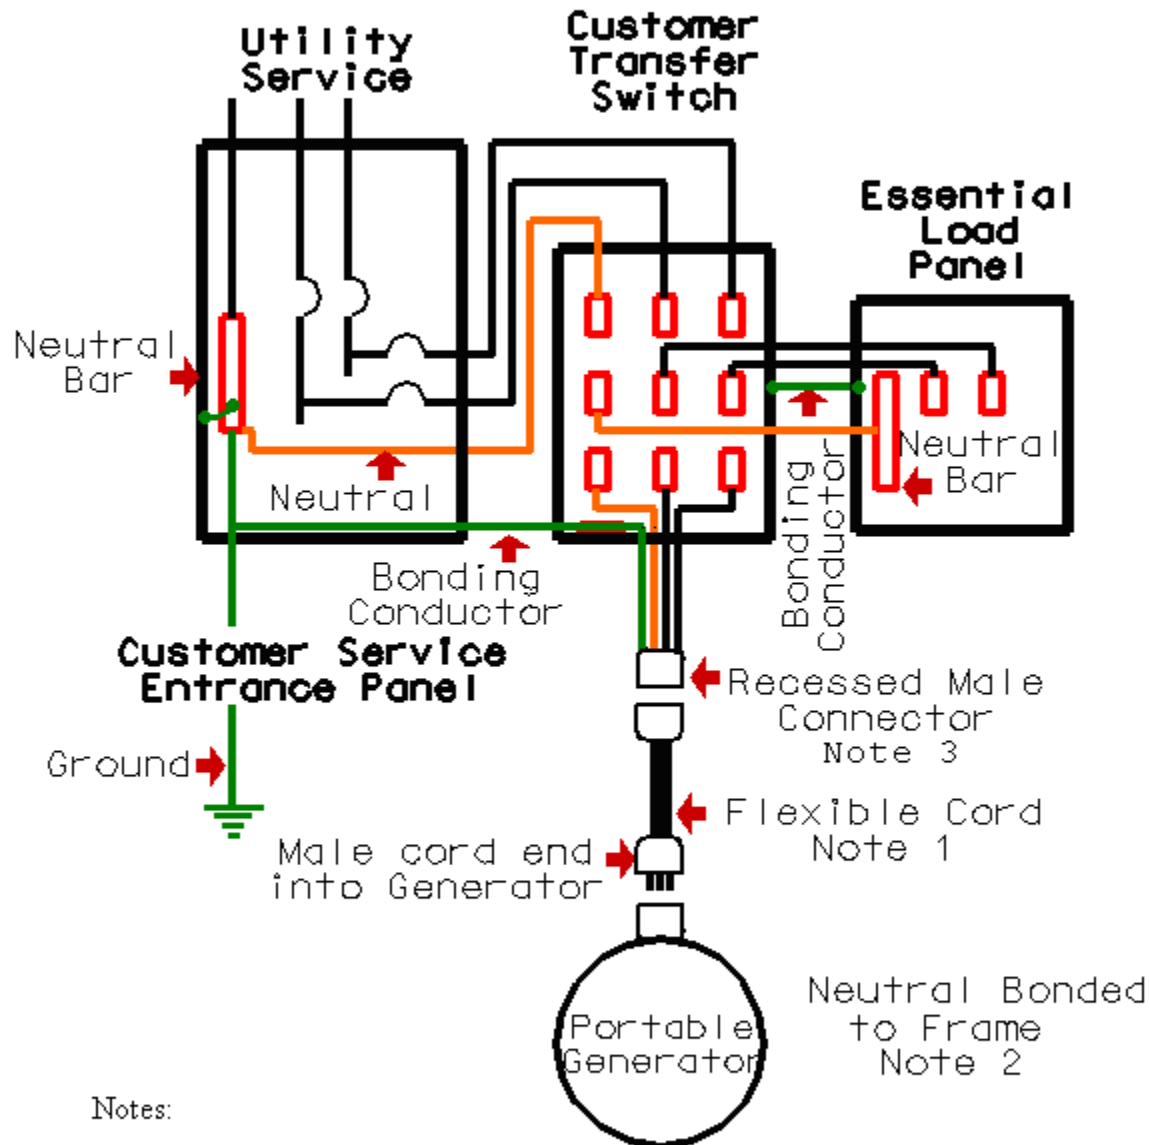 Utility
Service
Customer
Transfer
Switch
Essential
Load
Panel
Neutral
Bar
Neutral
Bonding
Conductor
Bonding
Conductor
Neutral
Bar
Customer Service
Entrance Panel
Recessed Male
Connector
Note 3
Ground
Flexible Cord
Note 1
Male cord end
into Generator
Portable
Generator
Neutral Bonded
to Frame
Note 2
Notes: